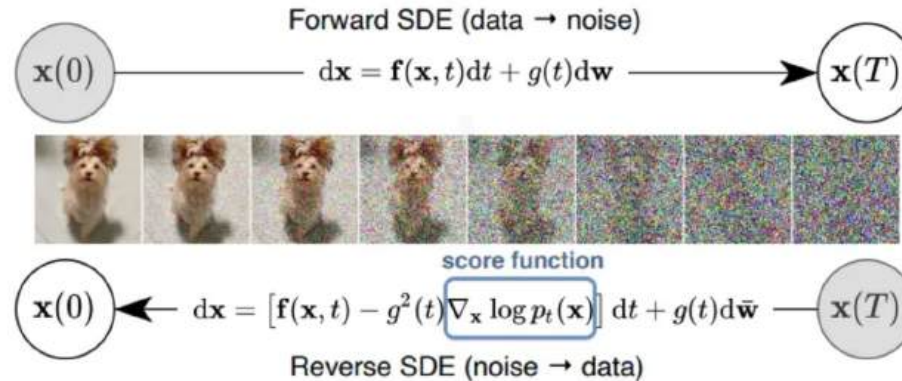 Forward SDE (data → noise)
x(0) dx = f(x, t)dt + g(t)dw x(T)
score function
x(0) dx = [f(x, t) − g²(t)∇ₓ log pₜ(x)] dt + g(t)dw̄ x(T)
Reverse SDE (noise → data)